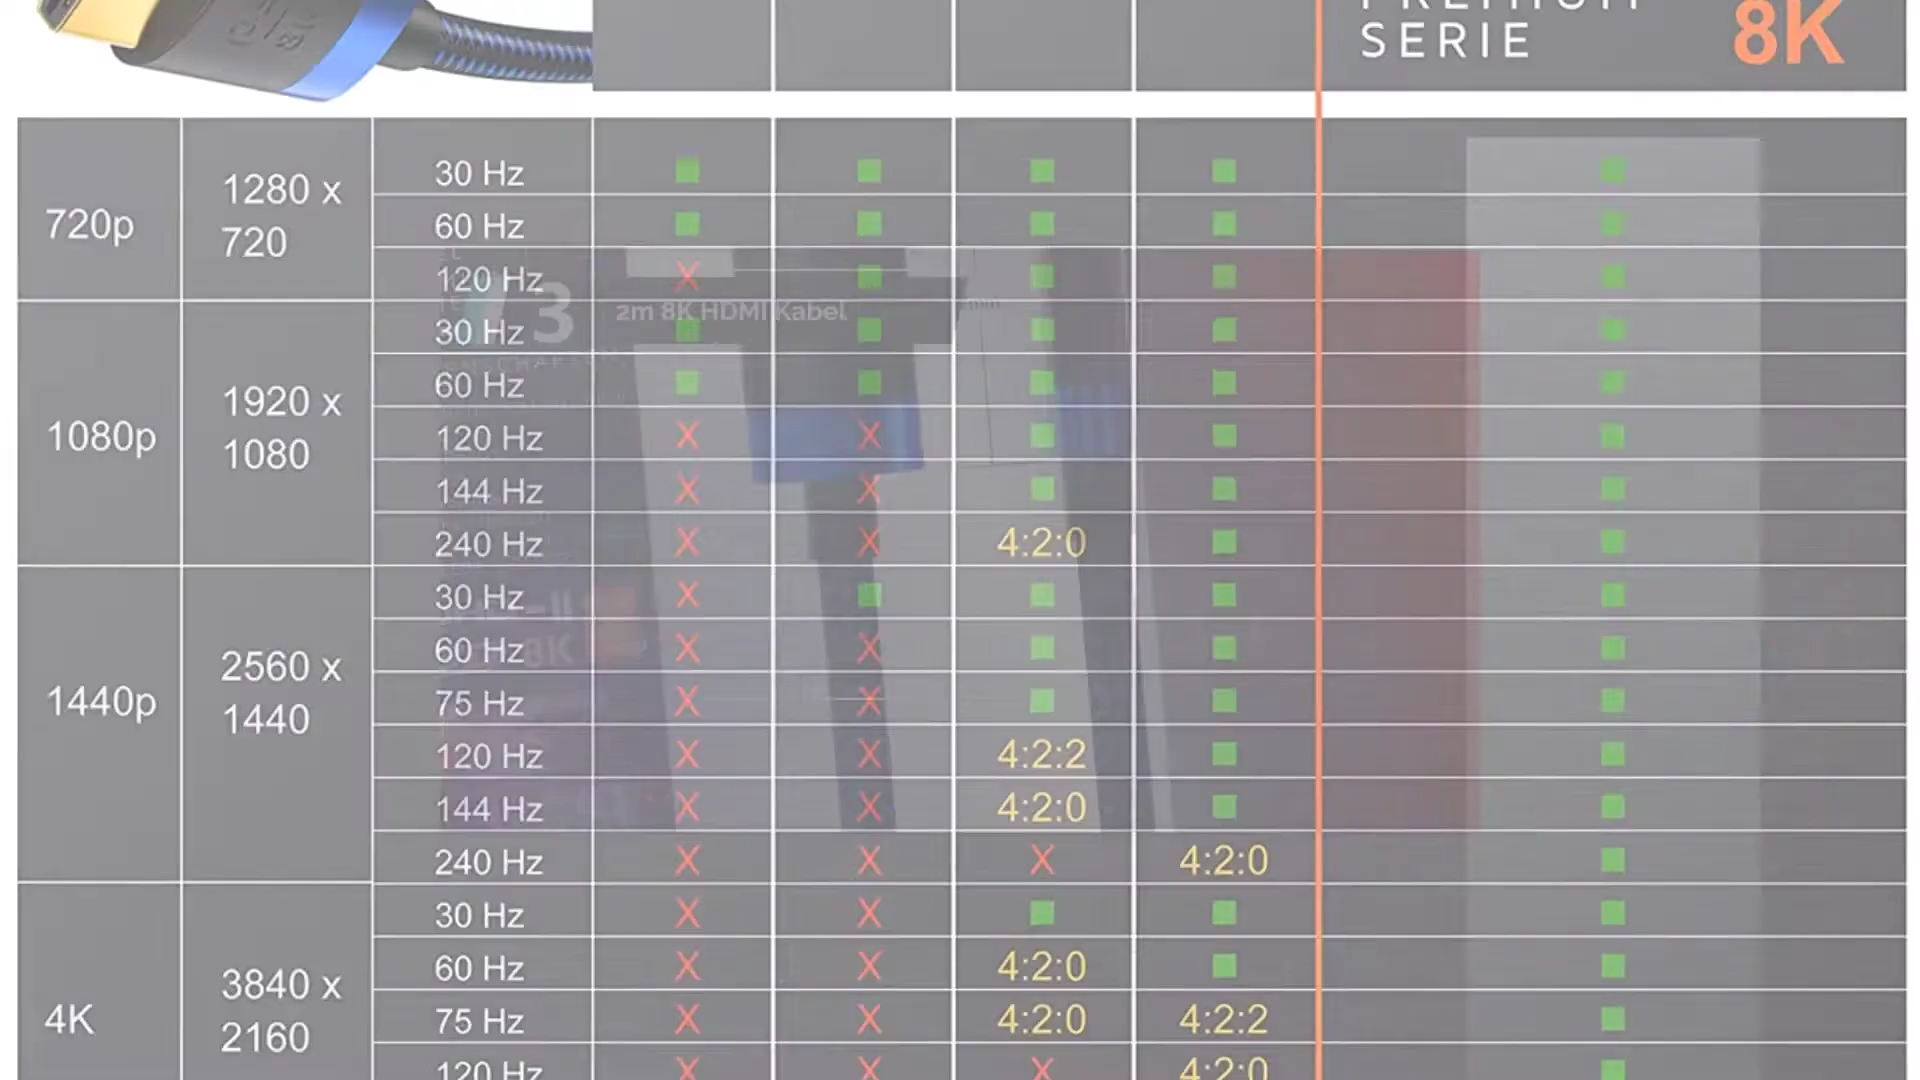 SERIE
8K
720p
1280 x
720
30 Hz
60 Hz
120 Hz X
1080p
1920 x
1080
30 Hz
60 Hz
120 Hz X X
144 Hz X X
240 Hz X X 4:2:0
3
2m 8K HDMI Kabel
1440p
2560 x
1440
30 Hz X
60 Hz X X
75 Hz X X
120 Hz X X 4:2:2
144 Hz X X 4:2:0
240 Hz X X X 4:2:0
8K
4K
3840 x
2160
30 Hz X X
60 Hz X X 4:2:0
75 Hz X X 4:2:0 4:2:2
120 Hz X X X 4:2:0